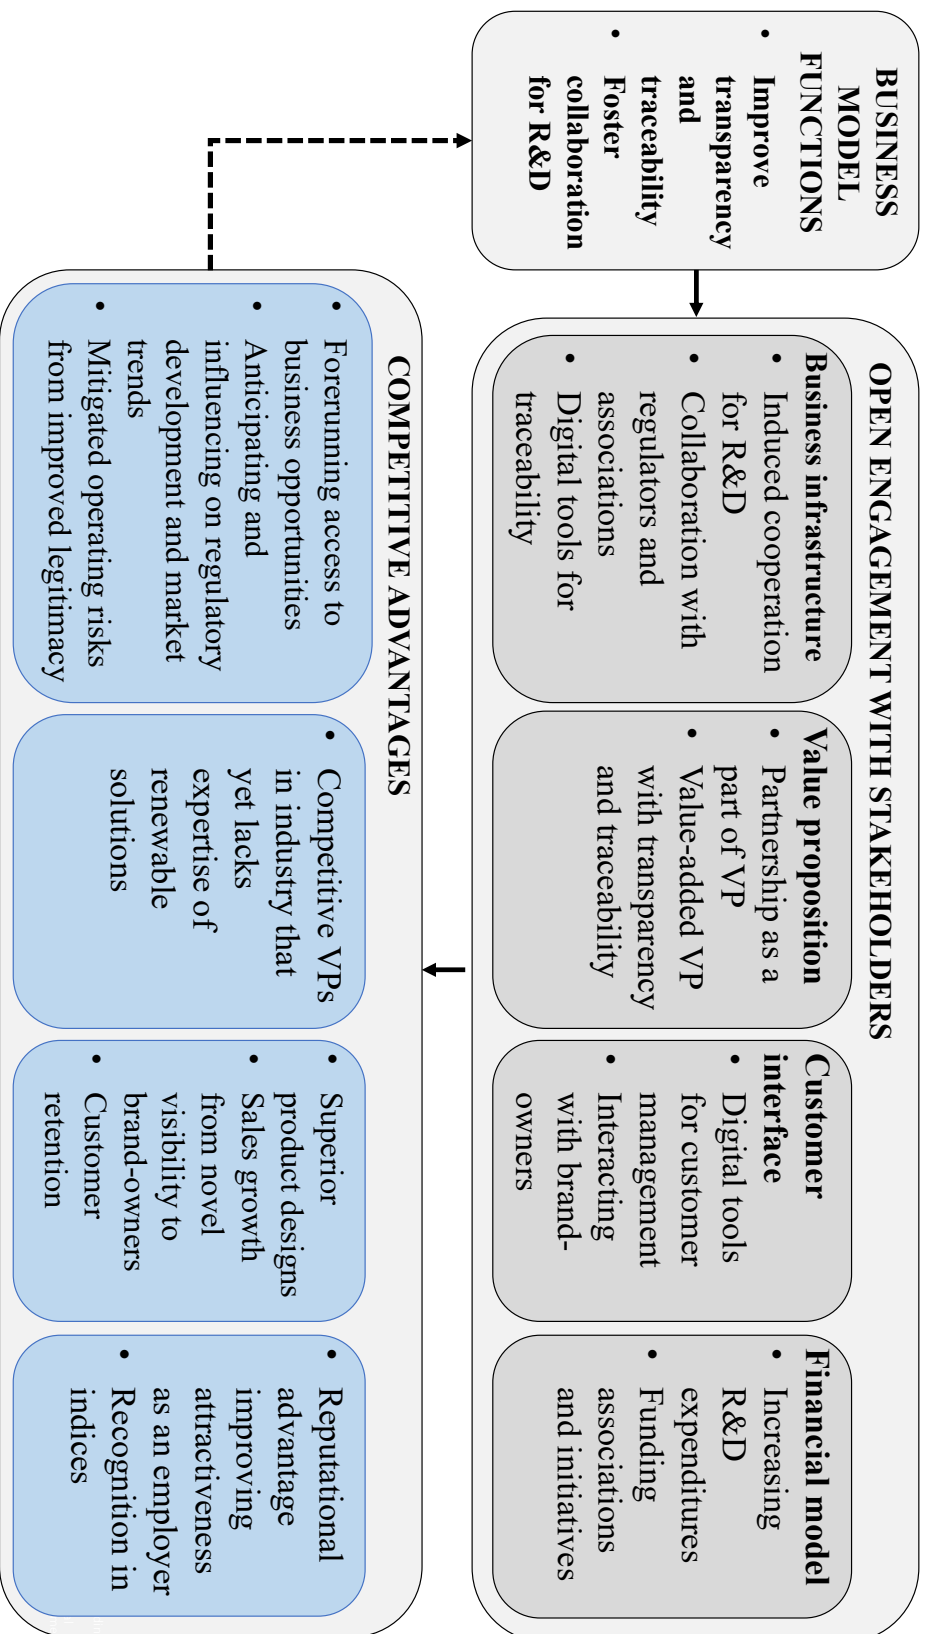 BUSINESS
MODEL
FUNCTIONS
• Improve
transparency
and
traceability
• Foster
collaboration
for R&D
OPEN ENGAGEMENT WITH STAKEHOLDERS
Business infrastructure
• Induced cooperation
for R&D
• Collaboration with
regulators and
associations
• Digital tools for
traceability
Value proposition
• Partnership as a
part of VP
• Value-added VP
with transparency
and traceability
Customer
interface
• Digital tools
for customer
management
• Interacting
with brand-
owners
Financial model
• Increasing
R&D
expenditures
• Funding
associations
and initiatives
COMPETITIVE ADVANTAGES
• Forerunning access to
business opportunities
• Anticipating and
influencing on regulatory
development and market
trends
• Mitigated operating risks
from improved legitimacy
• Competitive VPs
in industry that
yet lacks
expertise of
renewable
solutions
• Superior
product designs
• Sales growth
from novel
visibility to
brand-owners
• Customer
retention
• Reputational
advantage
improving
attractiveness
as an employer
• Recognition in
indices